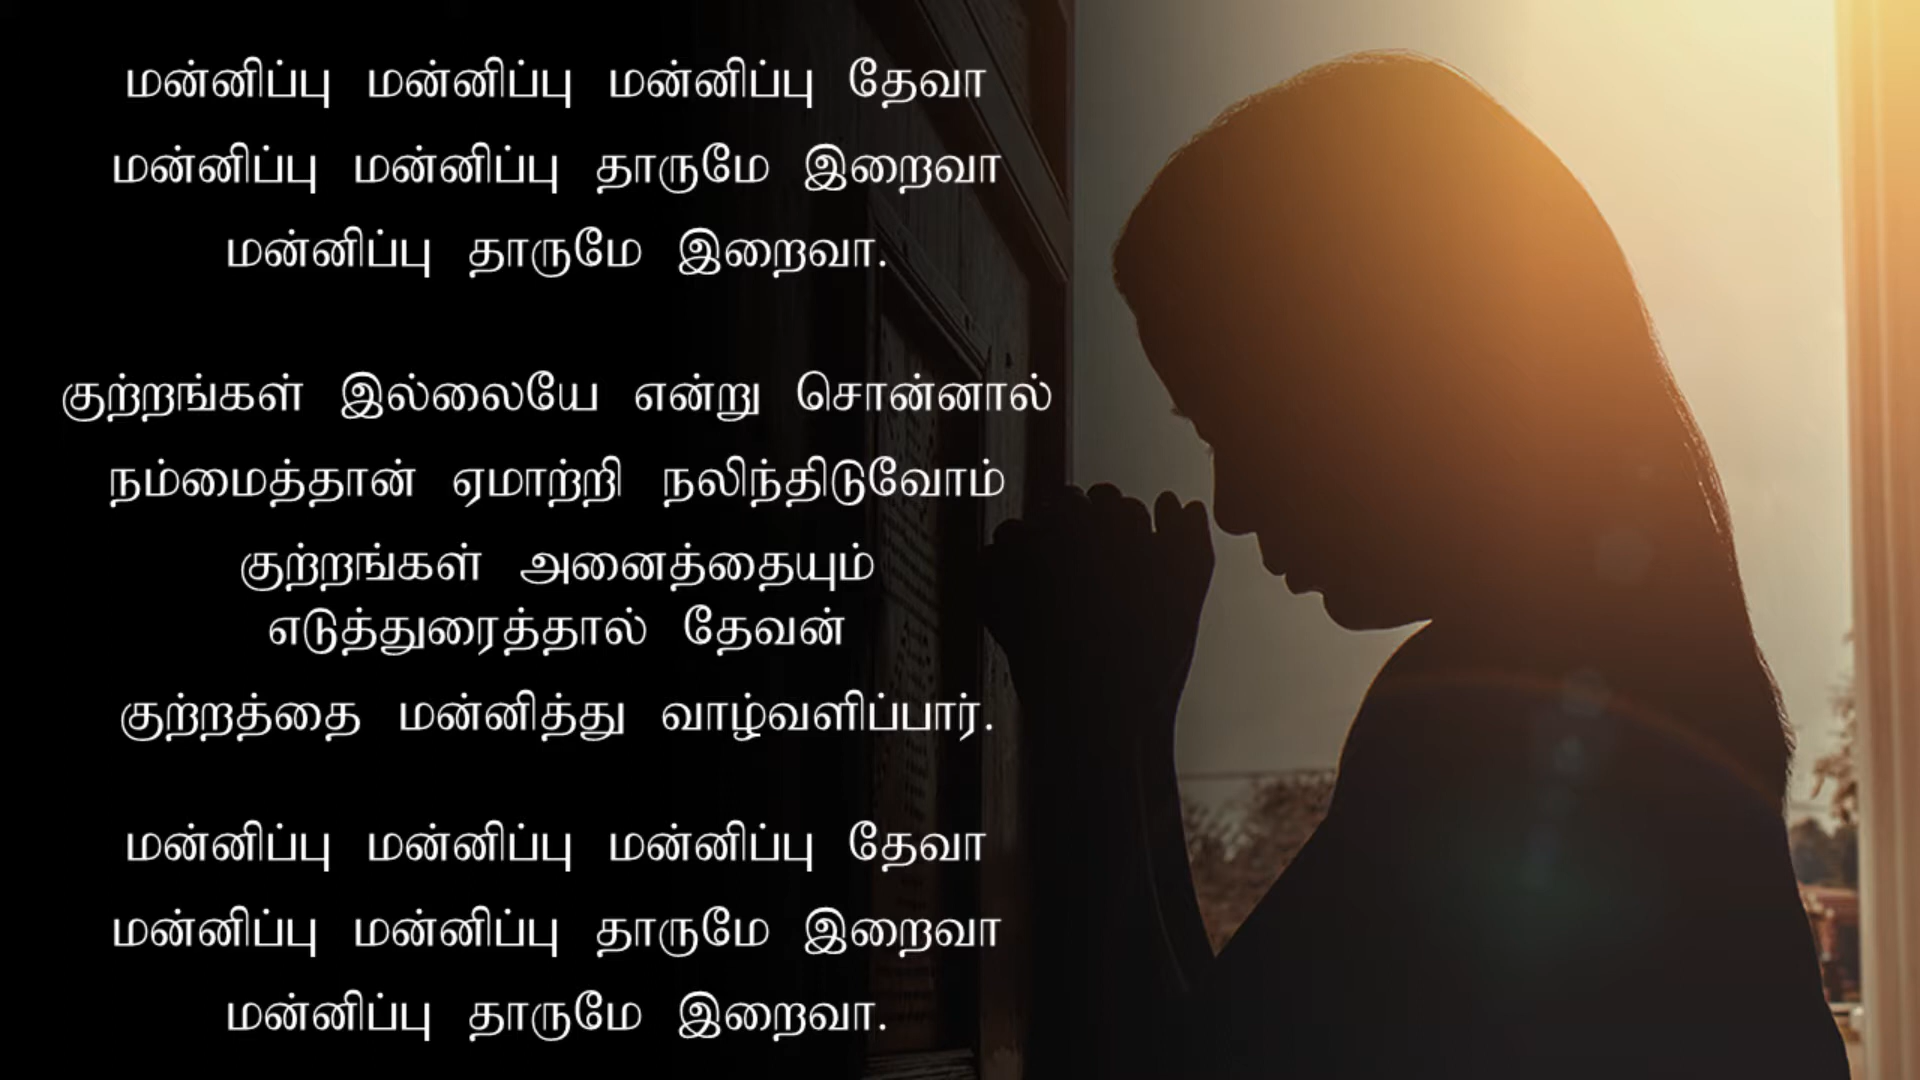 மன்னிப்பு மன்னிப்பு மன்னிப்பு தேவா
மன்னிப்பு மன்னிப்பு தாருமே இறைவா
மன்னிப்பு தாருமே இறைவா.
குற்றங்கள் இல்லையே என்று சொன்னால்
நம்மைத்தான் ஏமாற்றி நலிந்திடுவோம்
குற்றங்கள் அனைத்தையும்
எடுத்துரைத்தால் தேவன்
குற்றத்தை மன்னித்து வாழ்வளிப்பார்.
மன்னிப்பு மன்னிப்பு மன்னிப்பு தேவா
மன்னிப்பு மன்னிப்பு தாருமே இறைவா
மன்னிப்பு தாருமே இறைவா.